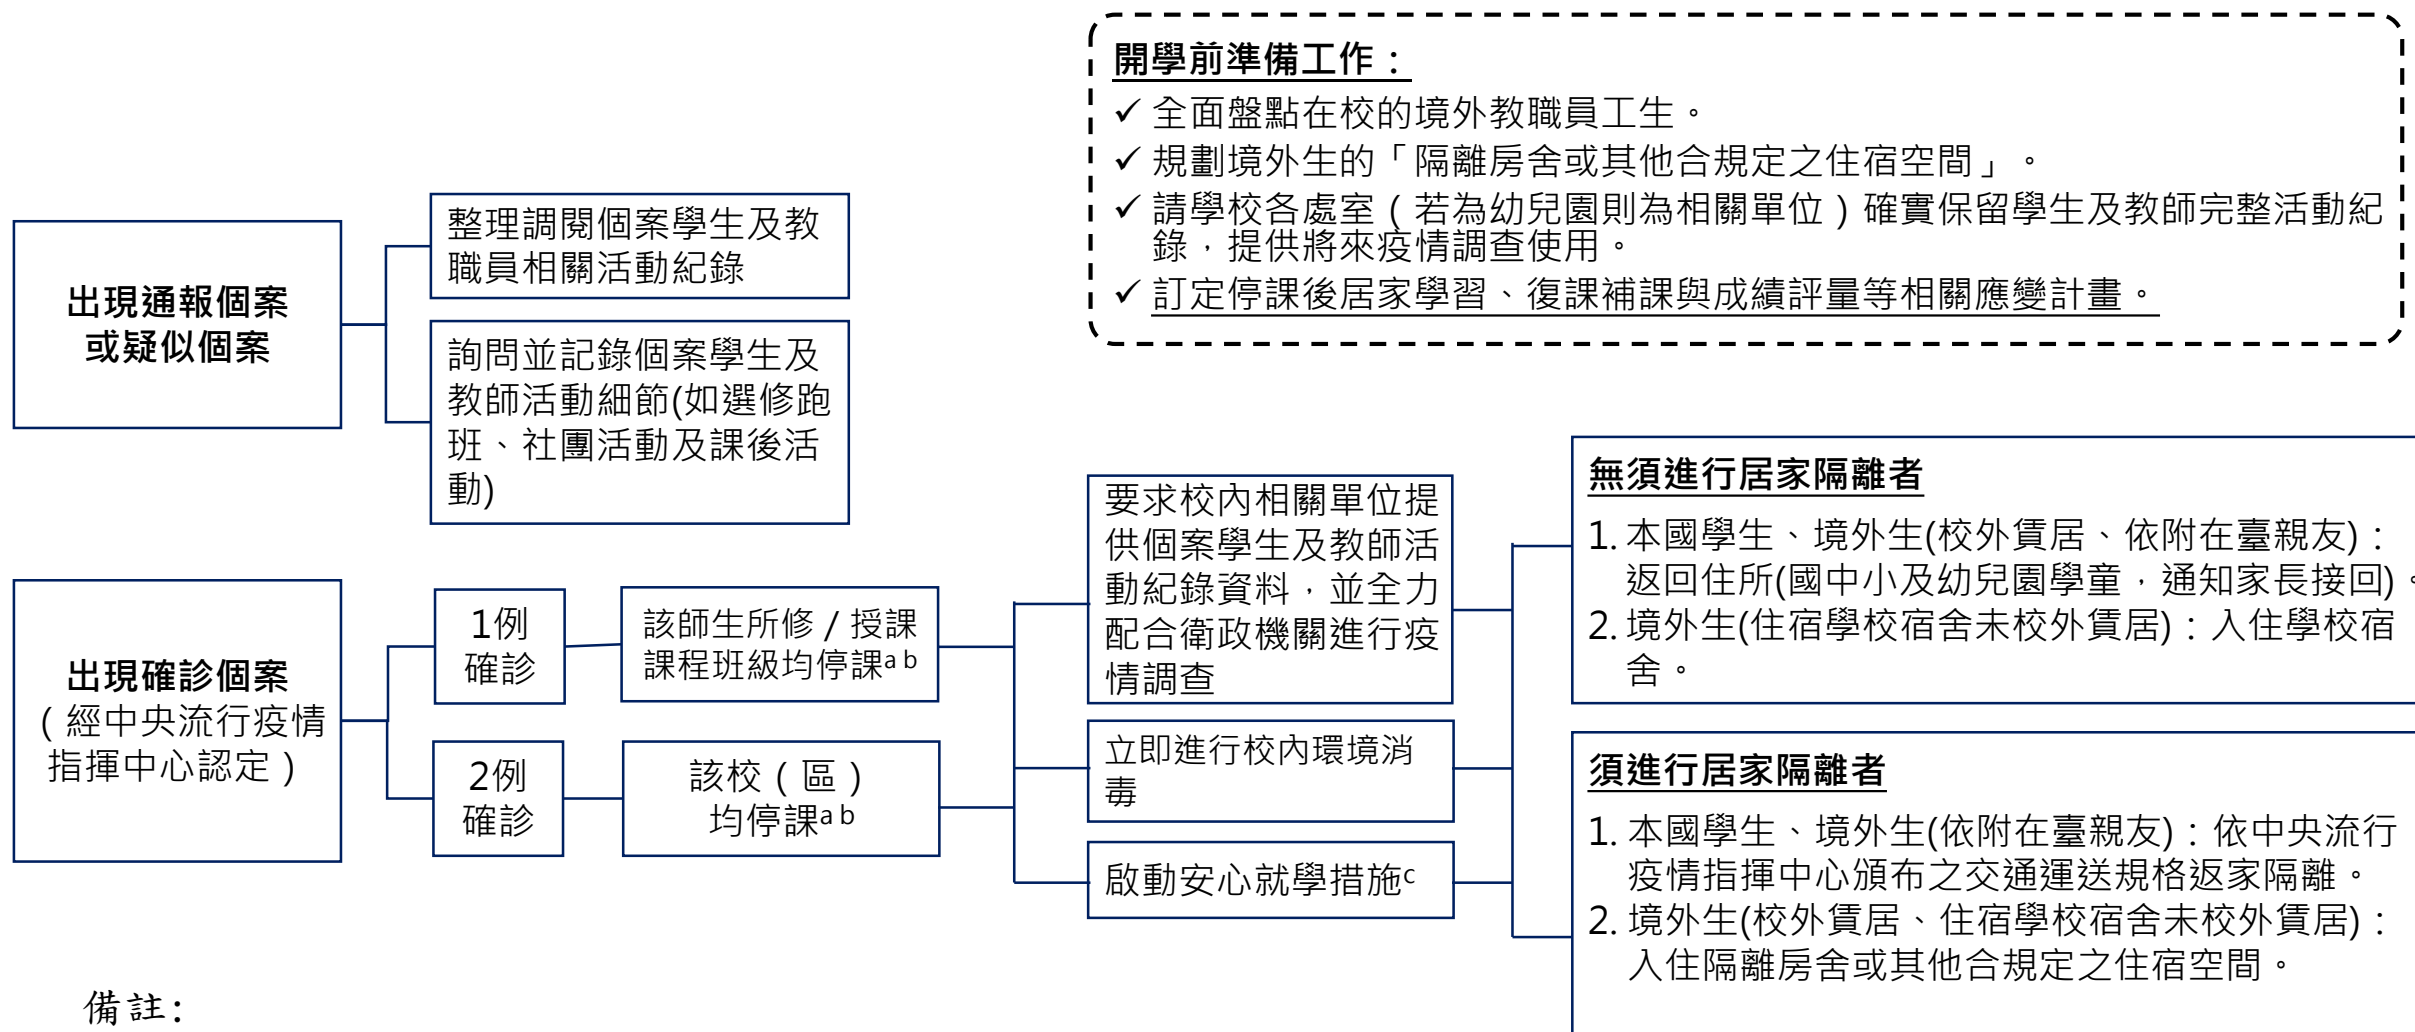 開學前準備工作：
✓ 全面盤點在校的境外教職員工生。
✓ 規劃境外生的「隔離房舍或其他合規定之住宿空間」。
✓ 請學校各處室（若為幼兒園則為相關單位）確實保留學生及教師完整活動紀
錄，提供將來疫情調查使用。
✓ 訂定停課後居家學習、復課補課與成績評量等相關應變計畫。
出現通報個案
或疑似個案
整理調閱個案學生及教
職員相關活動紀錄
詢問並記錄個案學生及
教師活動細節(如選修跑
班、社團活動及課後活
動)
出現確診個案
（經中央流行疫情
指揮中心認定）
1例
確診
該師生所修／授課
課程班級均停課a b
2例
確診
該校（區）
均停課a b
要求校內相關單位提
供個案學生及教師活
動紀錄資料，並全力
配合衛政機關進行疫
情調查
立即進行校內環境消
毒
啟動安心就學措施c
無須進行居家隔離者
1. 本國學生、境外生(校外賃居、依附在臺親友)：
返回住所(國中小及幼兒園學童，通知家長接回)。
2. 境外生(住宿學校宿舍未校外賃居)：入住學校宿
舍。
須進行居家隔離者
1. 本國學生、境外生(依附在臺親友)：依中央流行
疫情指揮中心頒布之交通運送規格返家隔離。
2. 境外生(校外賃居、住宿學校宿舍未校外賃居)：
入住隔離房舍或其他合規定之住宿空間。
備註：